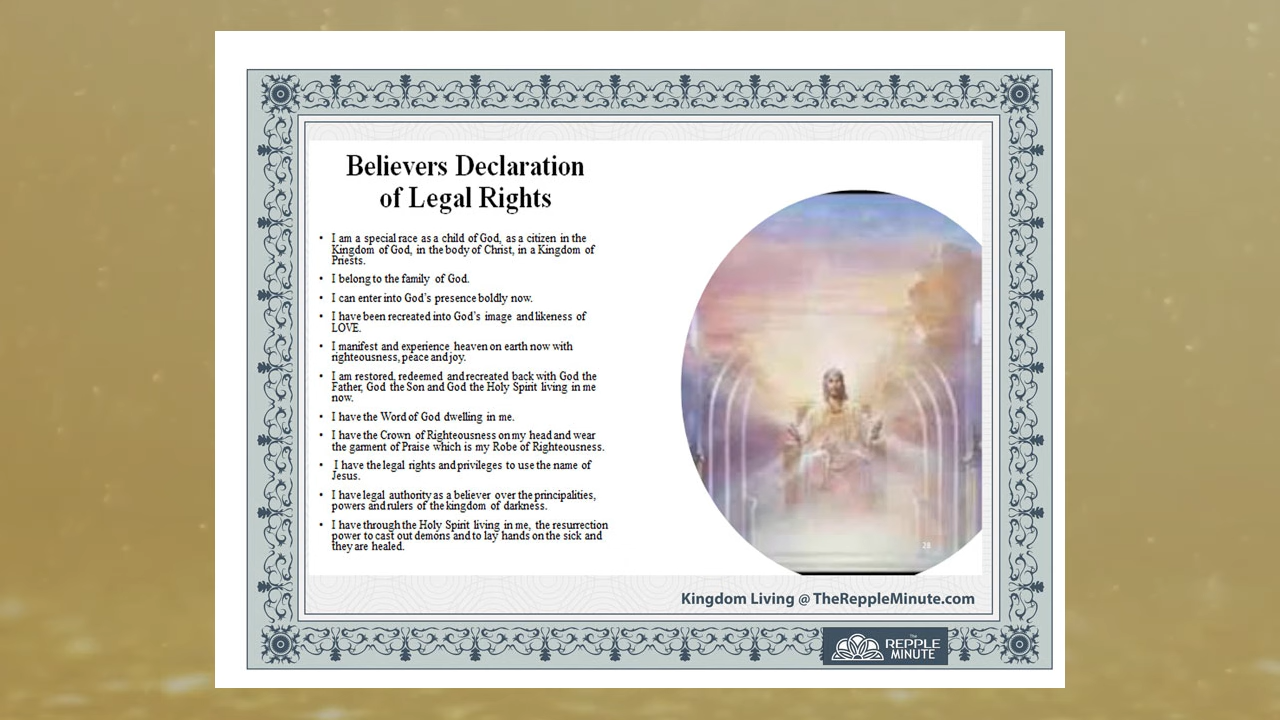 Believers Declaration
of Legal Rights
• I am a special race as a child of God, as a citizen in the
Kingdom of God, in the body of Christ, in a Kingdom of
Priests.
• I belong to the family of God.
• I can enter into God's presence boldly now.
• I have been recreated into God's image and likeness of
LOVE.
• I manifest and experience heaven on earth now with
righteousness, peace and joy.
• I am restored, redeemed and recreated back with God the
Father, God the Son and God the Holy Spirit living in me
now.
• I have the Word of God dwelling in me.
• I have the Crown of Righteousness on my head and wear
the garment of Praise which is my Robe of Righteousness.
• I have the legal rights and privileges to use the name of
Jesus.
• I have legal authority as a believer over the principalities,
powers and rulers of the kingdom of darkness.
• I have through the Holy Spirit living in me, the resurrection
power to cast out demons and to lay hands on the sick and
they are healed.
28
Kingdom Living @ TheReppleMinute.com
The
REPPLE
MINUTE